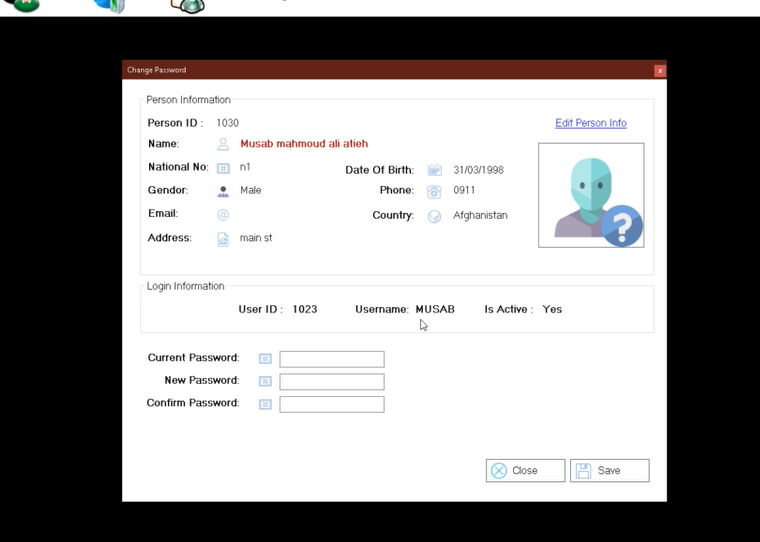 Change Password
x
Person Information
Person ID : 1030
Edit Person Info
Name: Musab mahmoud ali atieh
National No: n1
Date Of Birth: 31/03/1998
Gendor: Male
Phone: 0911
Email: @
Country: Afghanistan
Address: main st
?
Login Information
User ID : 1023 Username: MUSAB Is Active : Yes
Current Password:
New Password:
Confirm Password:
Close Save